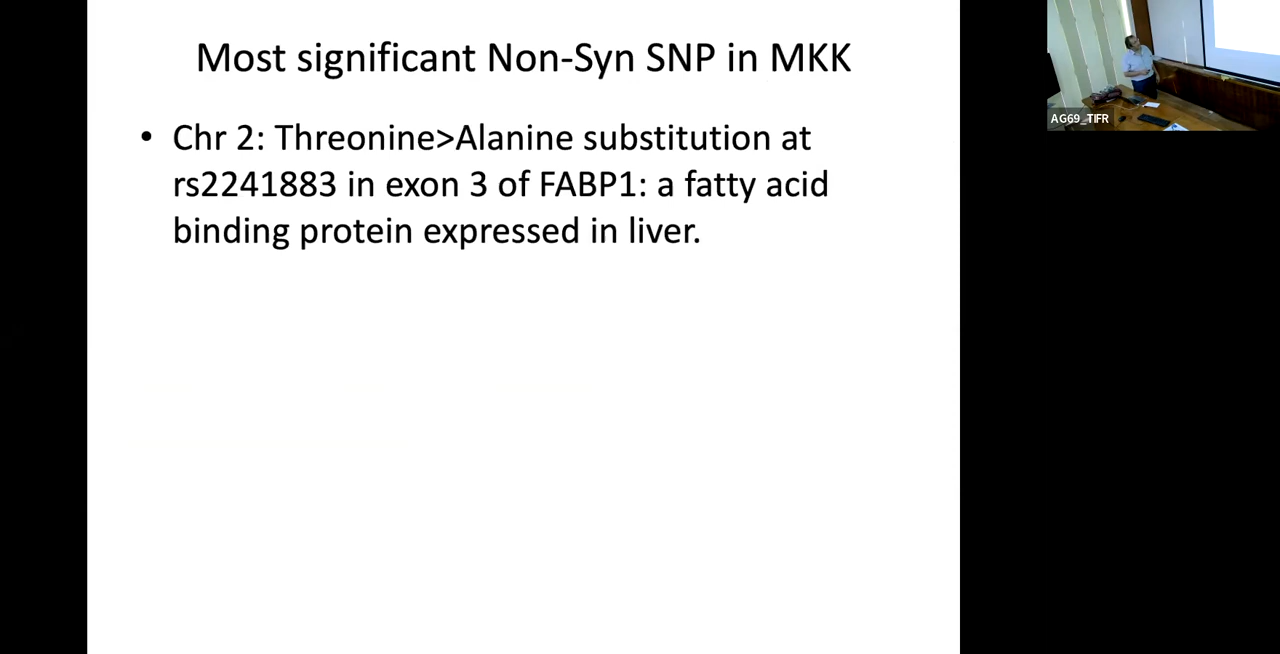 Most significant Non-Syn SNP in MKK
• Chr 2: Threonine>Alanine substitution at
rs2241883 in exon 3 of FABP1: a fatty acid
binding protein expressed in liver.
AG69_TIFR